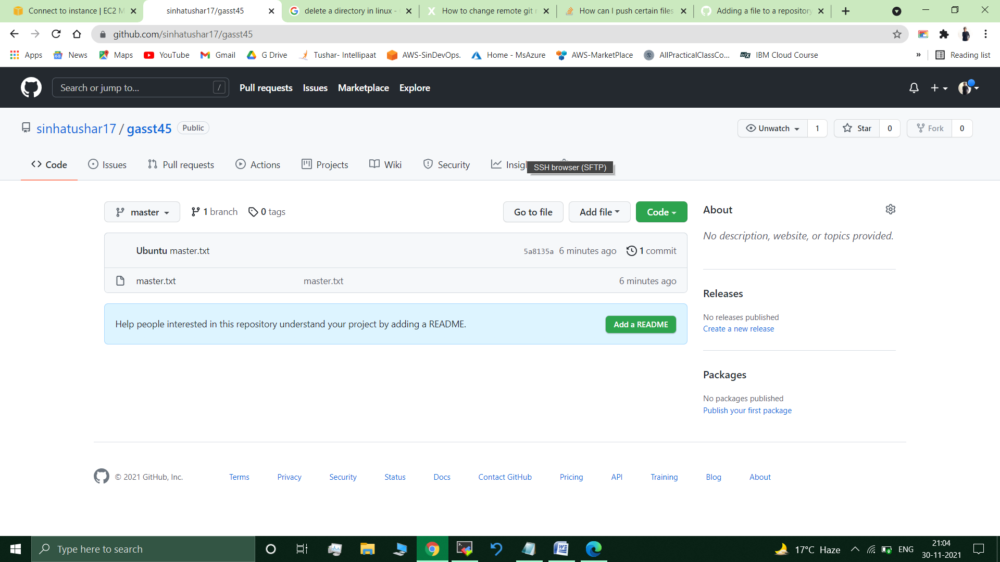 Connect to instance | EC2 M
sinhatushar17/gasst45
delete a directory in linux -
How to change remote git r
How can I push certain files
Adding a file to a repository
github.com/sinhatushar17/gasst45
Apps News Maps YouTube Gmail G Drive Tushar- Intellipaat AWS-SinDevOps. Home - MsAzure AWS-MarketPlace AllPracticalClassCo... IBM Cloud Course » Reading list
Search or jump to... / Pull requests Issues Marketplace Explore
sinhatushar17 / gasst45 Public Unwatch 1 Star 0 Fork 0
Code Issues Pull requests Actions Projects Wiki Security Insig
SSH browser (SFTP)
master 1 branch 0 tags Go to file Add file Code
Ubuntu master.txt 5a8135a 6 minutes ago 1 commit
master.txt master.txt 6 minutes ago
Help people interested in this repository understand your project by adding a README. Add a README
About
No description, website, or topics provided.
Releases
No releases published
Create a new release
Packages
No packages published
Publish your first package
© 2021 GitHub, Inc. Terms Privacy Security Status Docs Contact GitHub Pricing API Training Blog About
Type here to search
17°C Haze ENG
21:04
30-11-2021